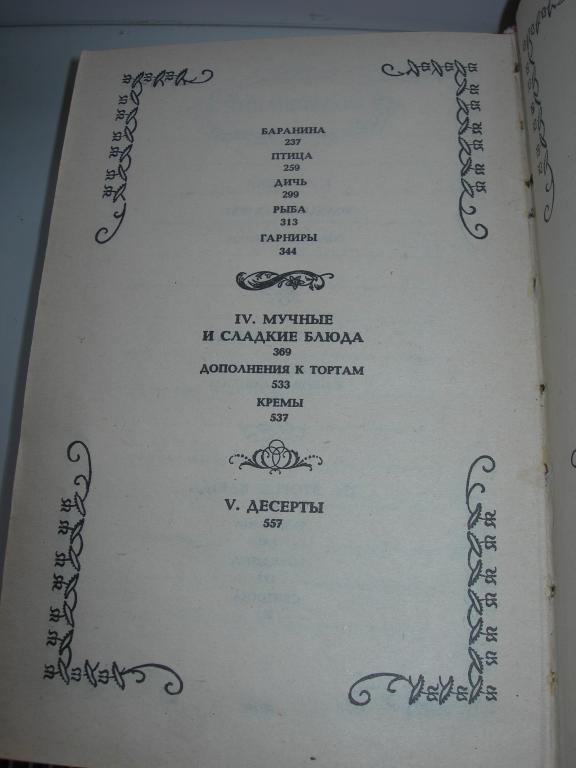 БАРАНИНА
237
ПТИЦА
259
ДИЧЬ
299
РЫБА
313
ГАРНИРЫ
344
IV. МУЧНЫЕ
И СЛАДКИЕ БЛЮДА
369
ДОПОЛНЕНИЯ К ТОРТАМ
533
КРЕМЫ
537
V. ДЕСЕРТЫ
557